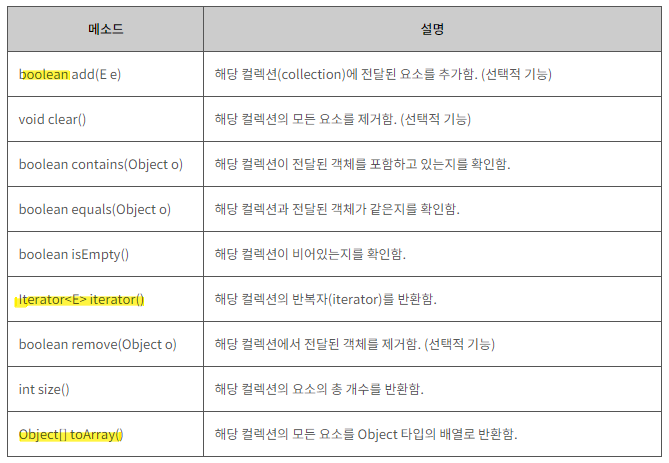 메소드 설명
boolean add(E e) 해당 컬렉션(collection)에 전달된 요소를 추가함. (선택적 기능)
void clear() 해당 컬렉션의 모든 요소를 제거함. (선택적 기능)
boolean contains(Object o) 해당 컬렉션이 전달된 객체를 포함하고 있는지를 확인함.
boolean equals(Object o) 해당 컬렉션과 전달된 객체가 같은지를 확인함.
boolean isEmpty() 해당 컬렉션이 비어있는지를 확인함.
Iterator<E> iterator() 해당 컬렉션의 반복자(iterator)를 반환함.
boolean remove(Object o) 해당 컬렉션에서 전달된 객체를 제거함. (선택적 기능)
int size() 해당 컬렉션의 요소의 총 개수를 반환함.
Object[] toArray() 해당 컬렉션의 모든 요소를 Object 타입의 배열로 반환함.